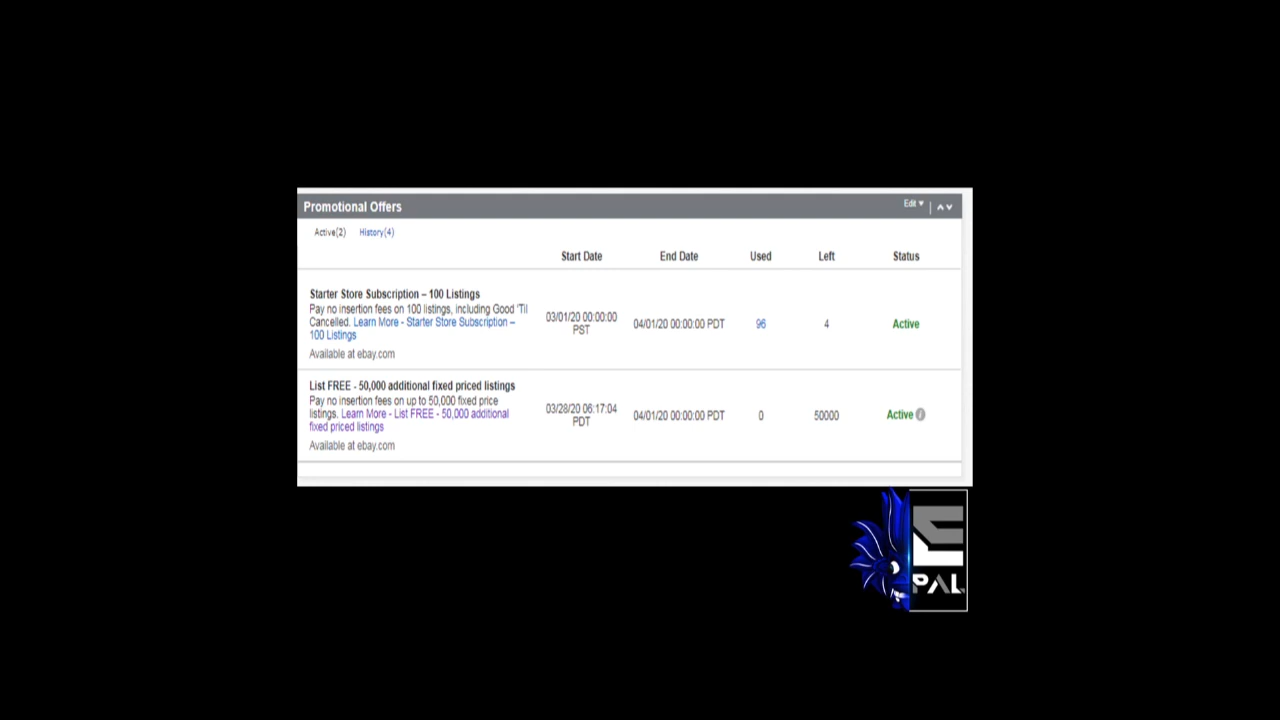 Promotional Offers
Edit
Active(2) History(4)
Start Date End Date Used Left Status
Starter Store Subscription – 100 Listings
Pay no insertion fees on 100 listings, including Good 'Til
Cancelled. Learn More - Starter Store Subscription –
100 Listings
Available at ebay.com
03/01/20 00:00:00
PST
04/01/20 00:00:00 PDT
96
4
Active
List FREE - 50,000 additional fixed priced listings
Pay no insertion fees on up to 50,000 fixed price
listings. Learn More - List FREE - 50,000 additional
fixed priced listings
Available at ebay.com
03/28/20 06:17:04
PDT
04/01/20 00:00:00 PDT
0
50000
Active
E
PAL